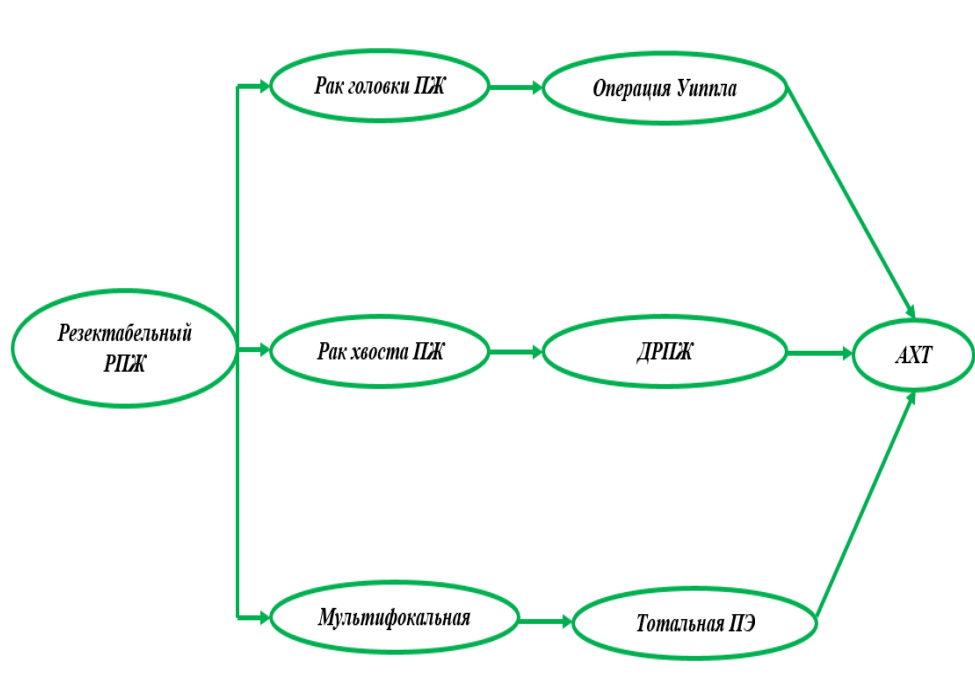 Рак головки ПЖ
Операция Уиппла
Резектабельный
РПЖ
Рак хвоста ПЖ
ДРПЖ
АХТ
Мультифокальная
Тотальная ПЭ